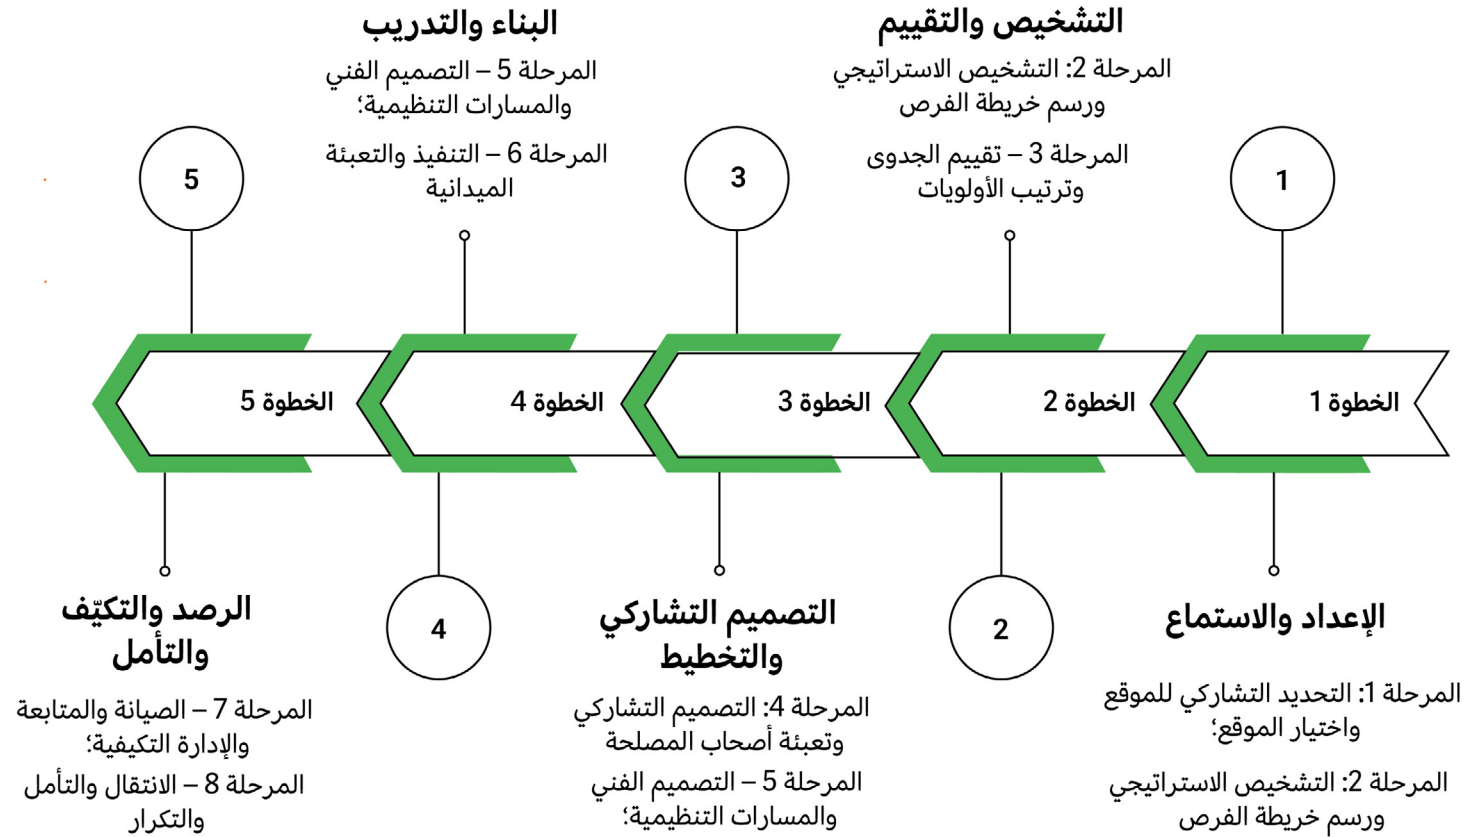 التشخيص والتقييم
المرحلة 2: التشخيص الاستراتيجي
ورسم خريطة الفرص
المرحلة 3 – تقييم الجدوى
وترتيب الأولويات
البناء والتدريب
المرحلة 5 – التصميم الفني
والمسارات التنظيمية؛
المرحلة 6 – التنفيذ والتعبئة
الميدانية
1
3
5
الخطوة 1
الخطوة 2
الخطوة 3
الخطوة 4
الخطوة 5
الإعداد والاستماع
المرحلة 1: التحديد التشاركي للموقع
واختيار الموقع؛
المرحلة 2: التشخيص الاستراتيجي
ورسم خريطة الفرص
2
التصميم التشاركي
والتخطيط
المرحلة 4: التصميم التشاركي
وتعبئة أصحاب المصلحة
المرحلة 5 – التصميم الفني
والمسارات التنظيمية؛
4
الرصد والتكيّف
والتأمل
المرحلة 7 – الصيانة والمتابعة
والإدارة التكيفية؛
المرحلة 8 – الانتقال والتأمل
والتكرار